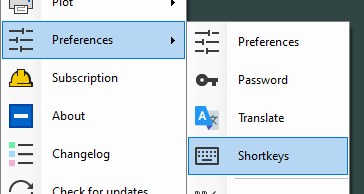 Plot
Preferences
Subscription
About
Changelog
Check for updates
Preferences
Password
Translate
Shortkeys